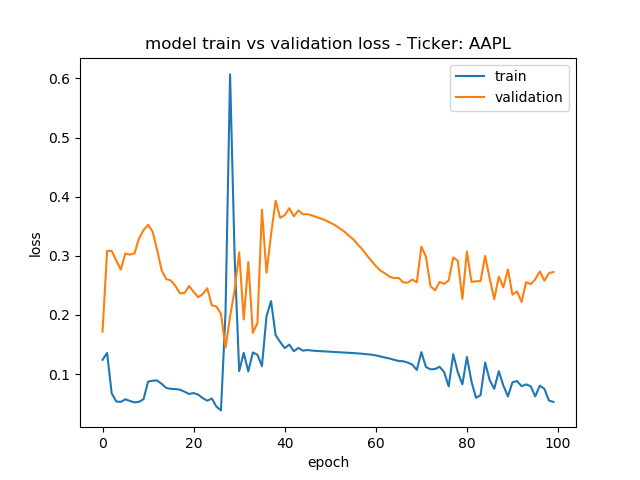 model train vs validation loss - Ticker: AAPL
train
validation
0.6
0.5
0.4
0.3
0.2
0.1
loss
0 20 40 60 80 100
epoch